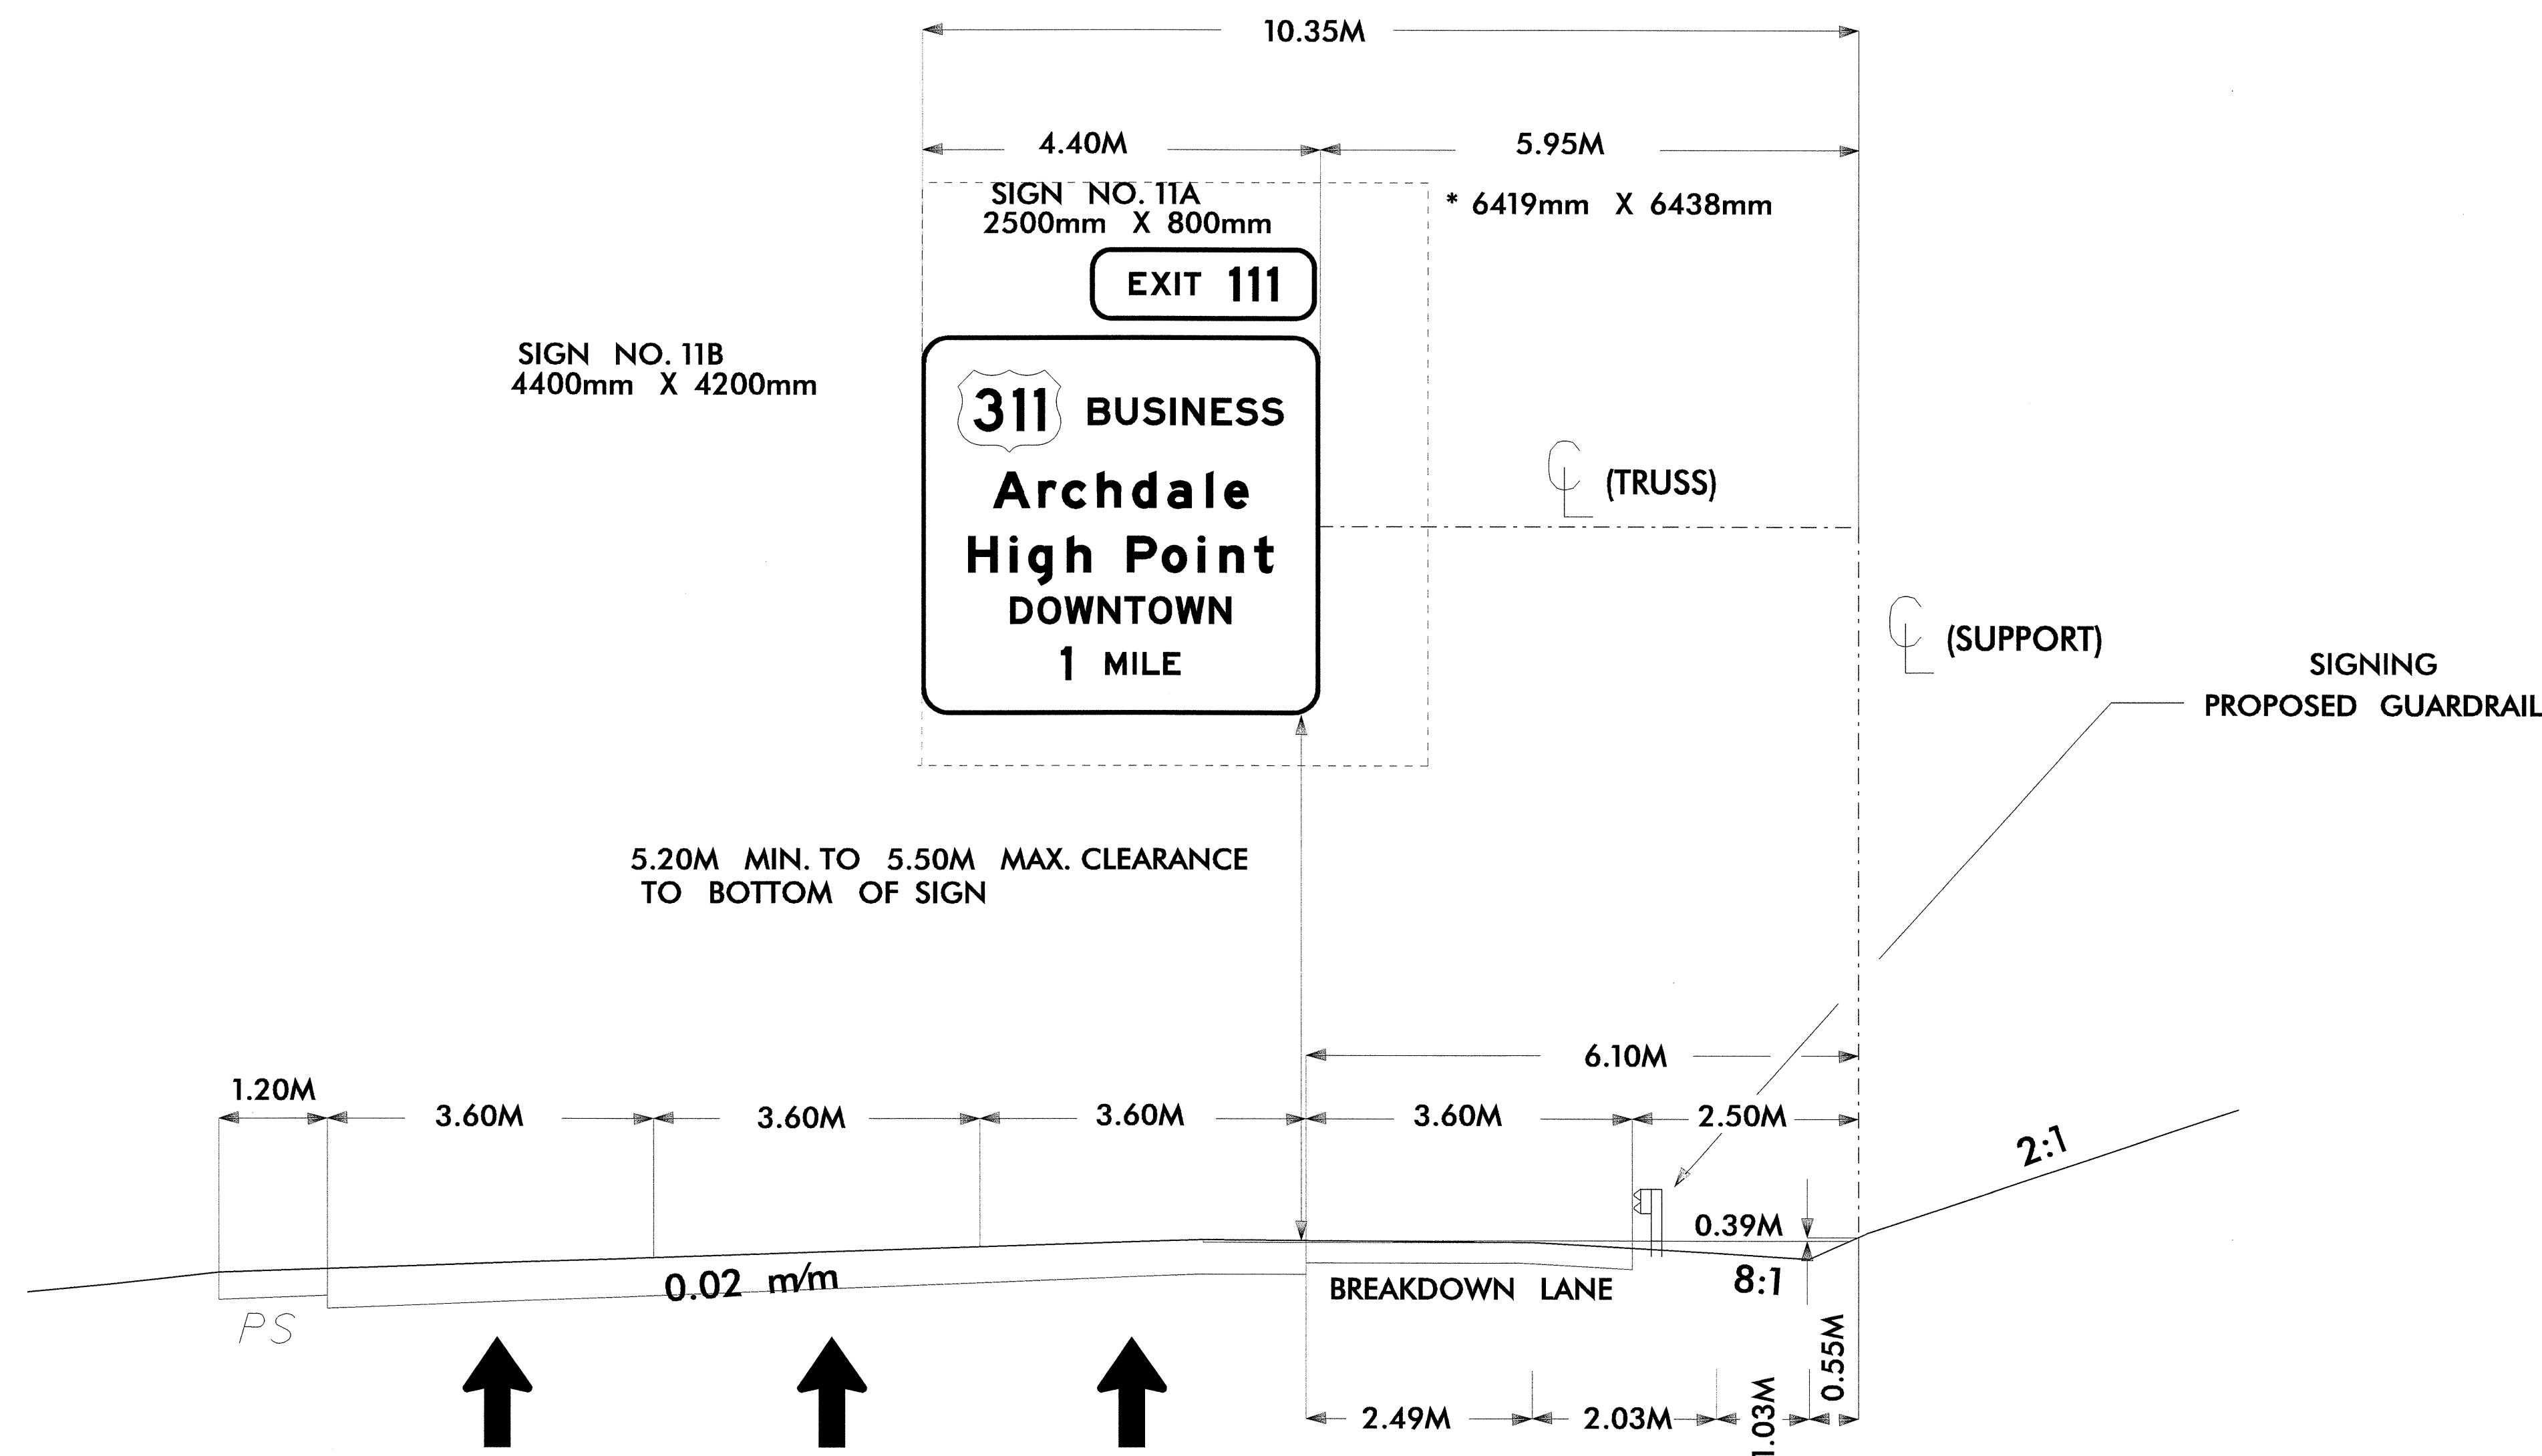 10.35M
4.40M
5.95M
SIGN NO. 11A
2500mm X 800mm
* 6419mm X 6438mm
EXIT 111
SIGN NO. 11B
4400mm X 4200mm
311 BUSINESS
Archdale
High Point
DOWNTOWN
1 MILE
CL (TRUSS)
CL (SUPPORT)
SIGNING
PROPOSED GUARDRAIL
5.20M MIN. TO 5.50M MAX. CLEARANCE
TO BOTTOM OF SIGN
6.10M
1.20M
3.60M
3.60M
3.60M
3.60M
2.50M
2:1
0.39M
0.02 m/m
BREAKDOWN LANE
8:1
PS
0.55M
2.49M
2.03M
1.03M